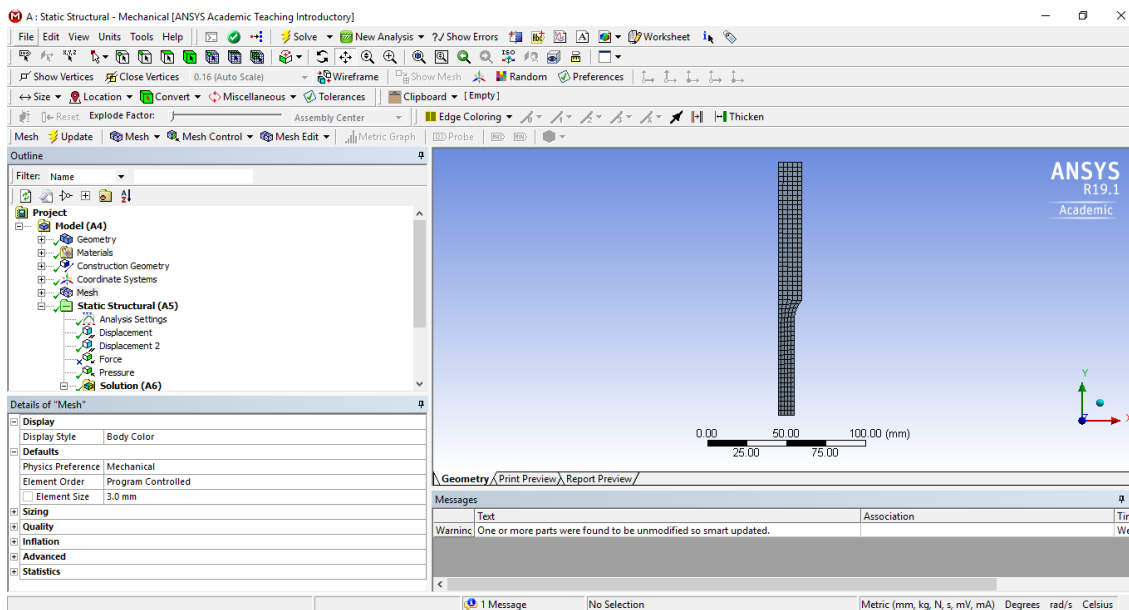 A : Static Structural - Mechanical [ANSYS Academic Teaching Introductory]
File Edit View Units Tools Help Solve New Analysis ?/ Show Errors Worksheet
Show Vertices Close Vertices 0.16 (Auto Scale) Wireframe Show Mesh Random Preferences
Size Location Convert Miscellaneous Tolerances Clipboard [Empty]
Reset Explode Factor: Assembly Center Edge Coloring Thicken
Mesh Update Mesh Mesh Control Mesh Edit Metric Graph Probe
Outline
Filter: Name
Project
Model (A4)
Geometry
Materials
Construction Geometry
Coordinate Systems
Mesh
Static Structural (A5)
Analysis Settings
Displacement
Displacement 2
Force
Pressure
Solution (A6)
Details of "Mesh"
Display
Display Style Body Color
Defaults
Physics Preference Mechanical
Element Order Program Controlled
Element Size 3.0 mm
Sizing
Quality
Inflation
Advanced
Statistics
ANSYS
R19.1
Academic
Y
X
0.00 50.00 100.00 (mm)
25.00 75.00
Geometry Print Preview Report Preview
Messages
Text Association Tir
Warninc One or more parts were found to be unmodified so smart updated. We
1 Message No Selection Metric (mm, kg, N, s, mV, mA) Degrees rad/s Celsius